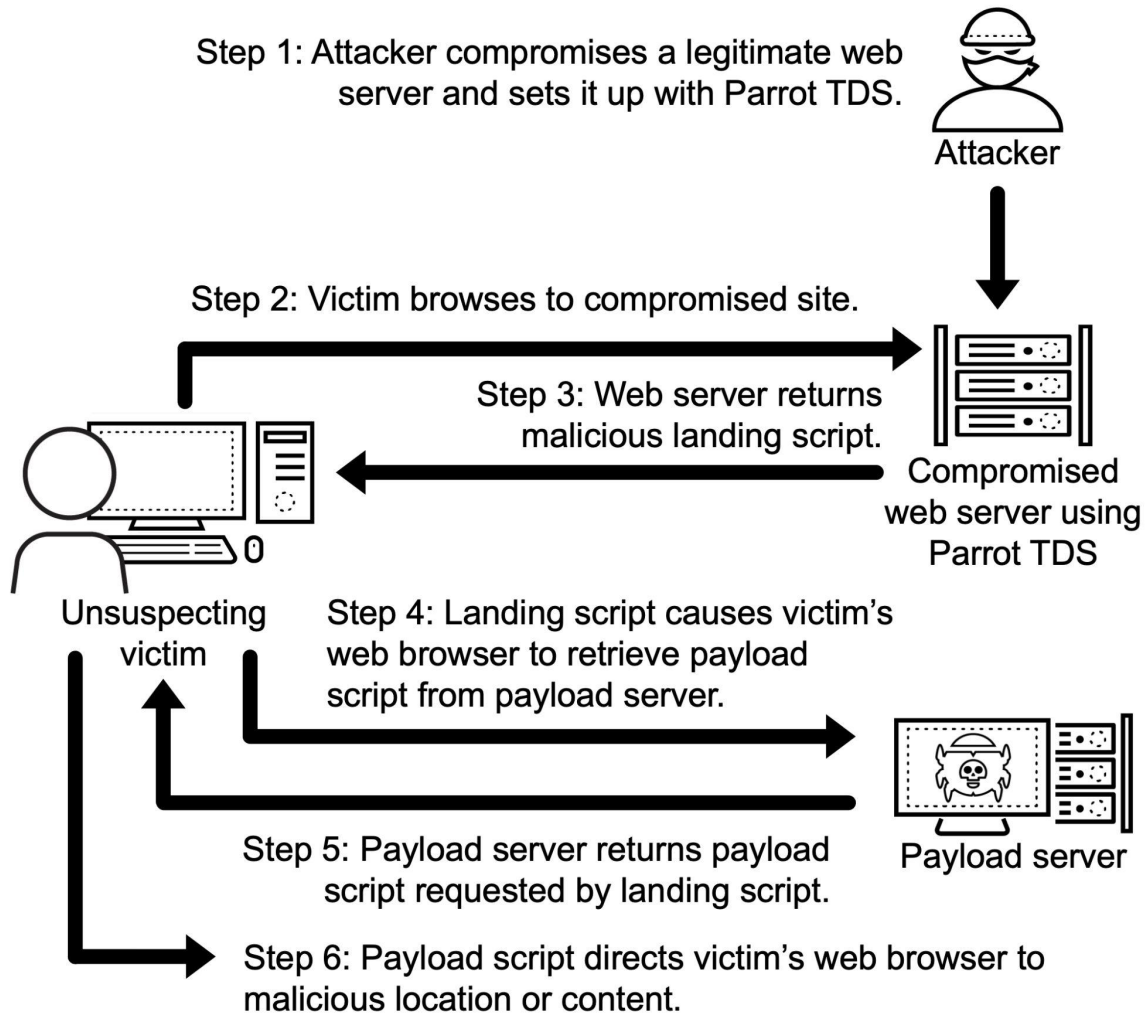 Step 1: Attacker compromises a legitimate web
server and sets it up with Parrot TDS.
Attacker
Step 2: Victim browses to compromised site.
Step 3: Web server returns
malicious landing script.
Compromised
web server using
Parrot TDS
Unsuspecting
victim
Step 4: Landing script causes victim’s
web browser to retrieve payload
script from payload server.
Payload server
Step 5: Payload server returns payload
script requested by landing script.
Step 6: Payload script directs victim’s web browser to
malicious location or content.